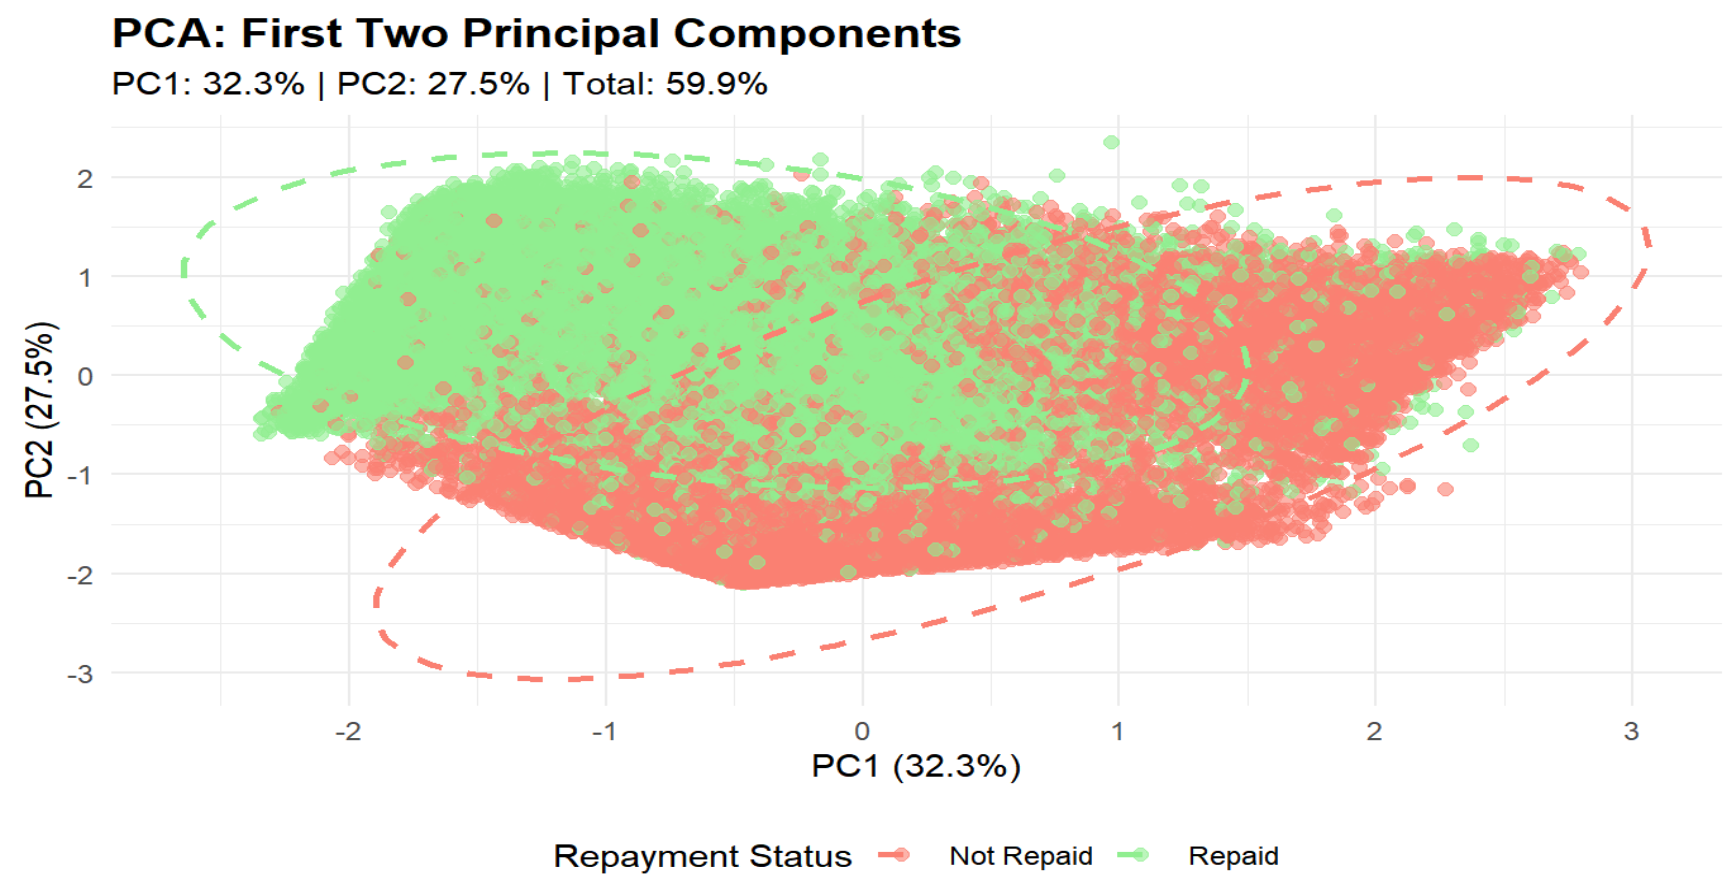 PCA: First Two Principal Components
PC1: 32.3% | PC2: 27.5% | Total: 59.9%
PC2 (27.5%)
2
1
0
-1
-2
-3
-2 -1 0 1 2 3
PC1 (32.3%)
Repayment Status Not Repaid Repaid